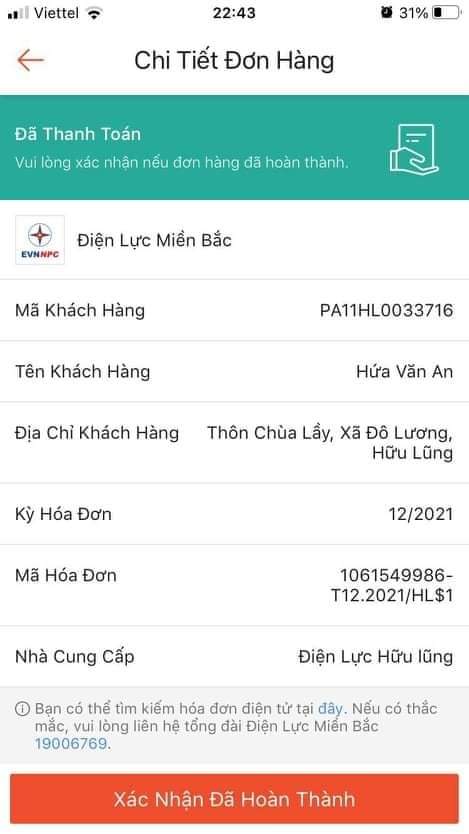 Viettel 22:43 31%
Chi Tiết Đơn Hàng
Đã Thanh Toán
Vui lòng xác nhận nếu đơn hàng đã hoàn thành.
EVNNPC
Điện Lực Miền Bắc
Mã Khách Hàng PA11HL0033716
Tên Khách Hàng Hứa Văn An
Địa Chỉ Khách Hàng Thôn Chùa Lầy, Xã Đô Lương,
Hữu Lũng
Kỳ Hóa Đơn 12/2021
Mã Hóa Đơn 1061549986-
T12.2021/HL$1
Nhà Cung Cấp Điện Lực Hữu lũng
Bạn có thể tìm kiếm hóa đơn điện tử tại đây. Nếu có thắc
mắc, vui lòng liên hệ tổng đài Điện Lực Miền Bắc
19006769.
Xác Nhận Đã Hoàn Thành